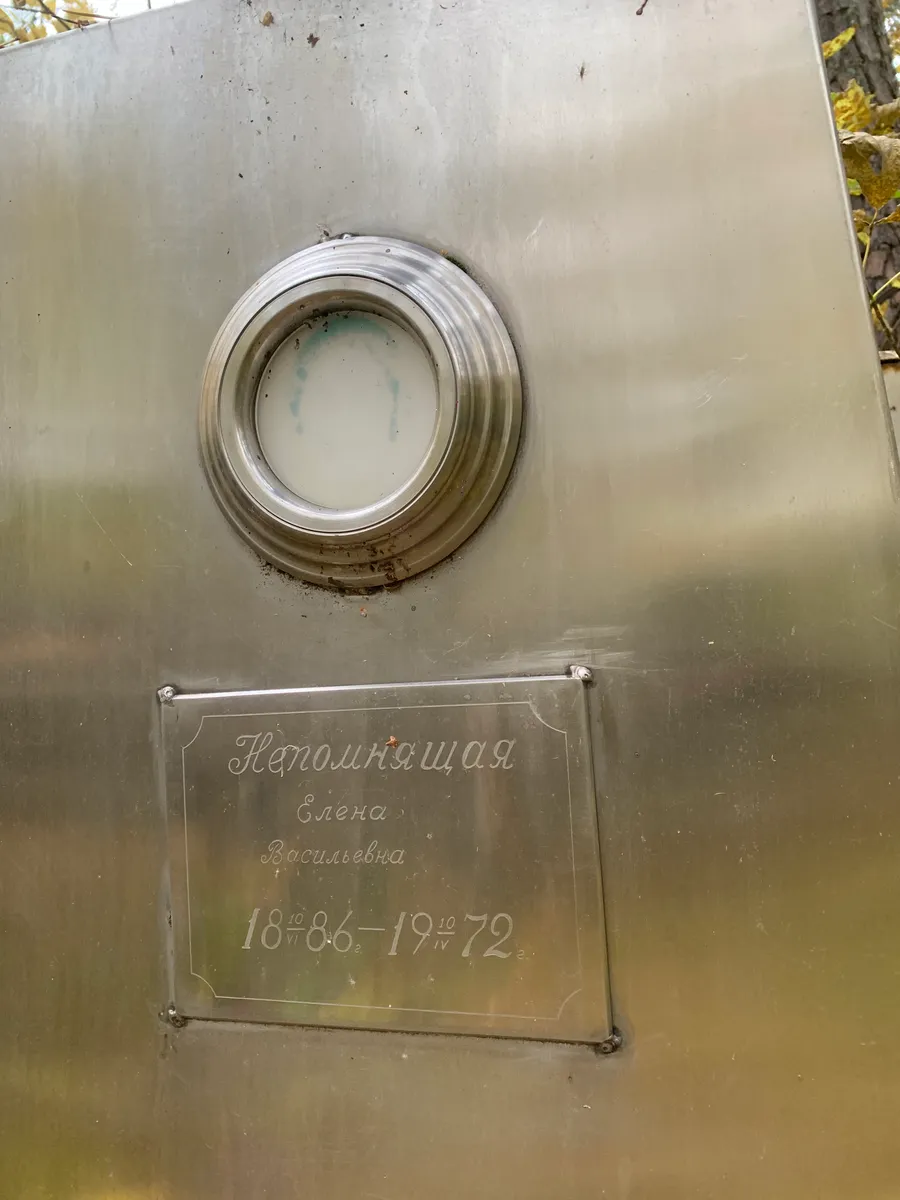 Непомнящая
Елена
Васильевна
18 10/VI 86г. – 19 10/IV 72г.